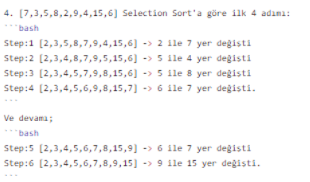 4. [7,3,5,8,2,9,4,15,6] Selection Sort'a göre ilk 4 adımı:
```bash
Step:1 [2,3,5,8,7,9,4,15,6] -> 2 ile 7 yer değişti
Step:2 [2,3,4,8,7,9,5,15,6] -> 5 ile 4 yer değişti
Step:3 [2,3,4,5,7,9,8,15,6] -> 5 ile 8 yer değişti
Step:4 [2,3,4,5,6,9,8,15,7] -> 6 ile 7 yer değişti.
```
Ve devamı;
```bash
Step:5 [2,3,4,5,6,7,8,15,9] -> 6 ile 7 yer değişti
Step:6 [2,3,4,5,6,7,8,9,15] -> 9 ile 15 yer değişti.
```